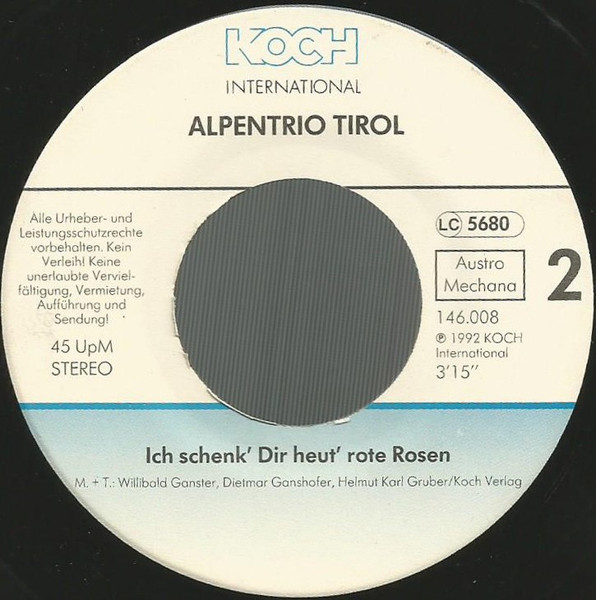 KOCH
INTERNATIONAL
ALPENTRIO TIROL
Alle Urheber- und
Leistungsschutzrechte
vorbehalten. Kein
Verleih! Keine
unerlaubte Verviel-
fältigung, Vermietung,
Aufführung und
Sendung!
45 UpM
STEREO
LC 5680
Austro
Mechana
2
146.008
℗ 1992 KOCH
International
3'15''
Ich schenk' Dir heut' rote Rosen
M. + T.: Willibald Ganster, Dietmar Ganshofer, Helmut Karl Gruber/Koch Verlag